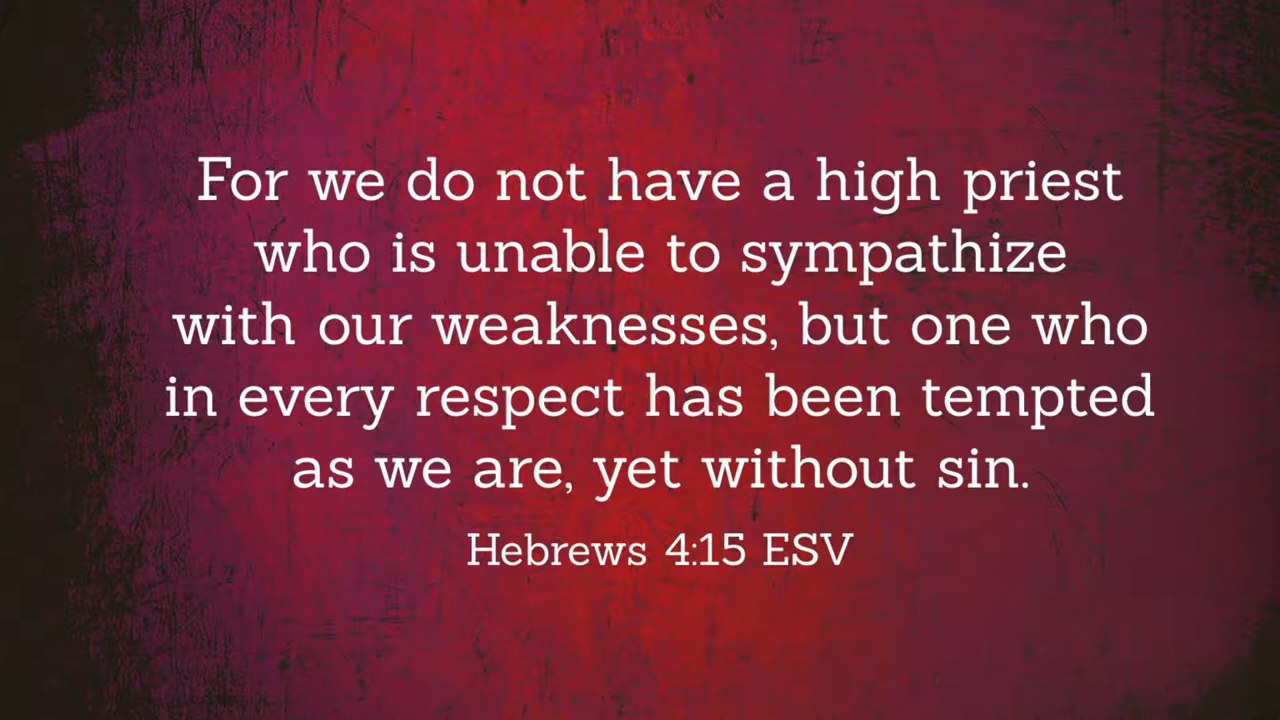 For we do not have a high priest
who is unable to sympathize
with our weaknesses, but one who
in every respect has been tempted
as we are, yet without sin.
Hebrews 4:15 ESV